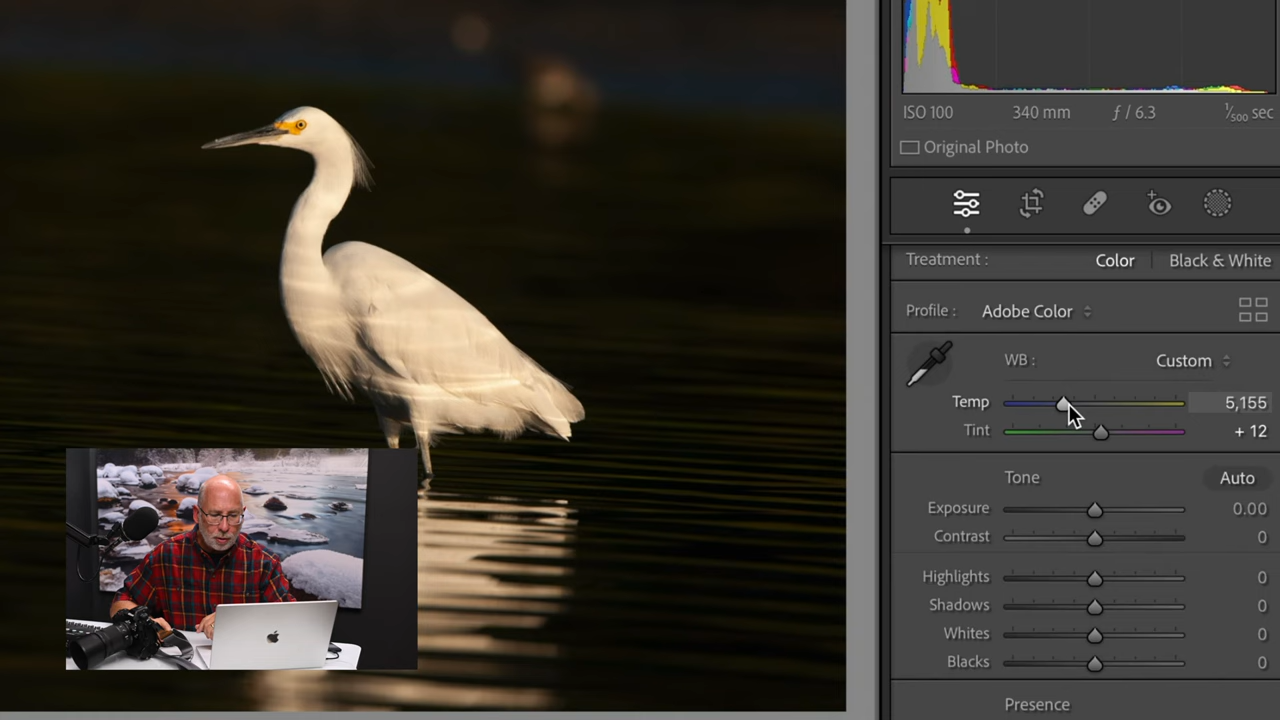 ISO 100 340 mm ƒ / 6.3 1/500 sec
Original Photo
Treatment : Color Black & White
Profile : Adobe Color
WB : Custom
Temp 5,155
Tint + 12
Tone Auto
Exposure 0.00
Contrast 0
Highlights 0
Shadows 0
Whites 0
Blacks 0
Presence